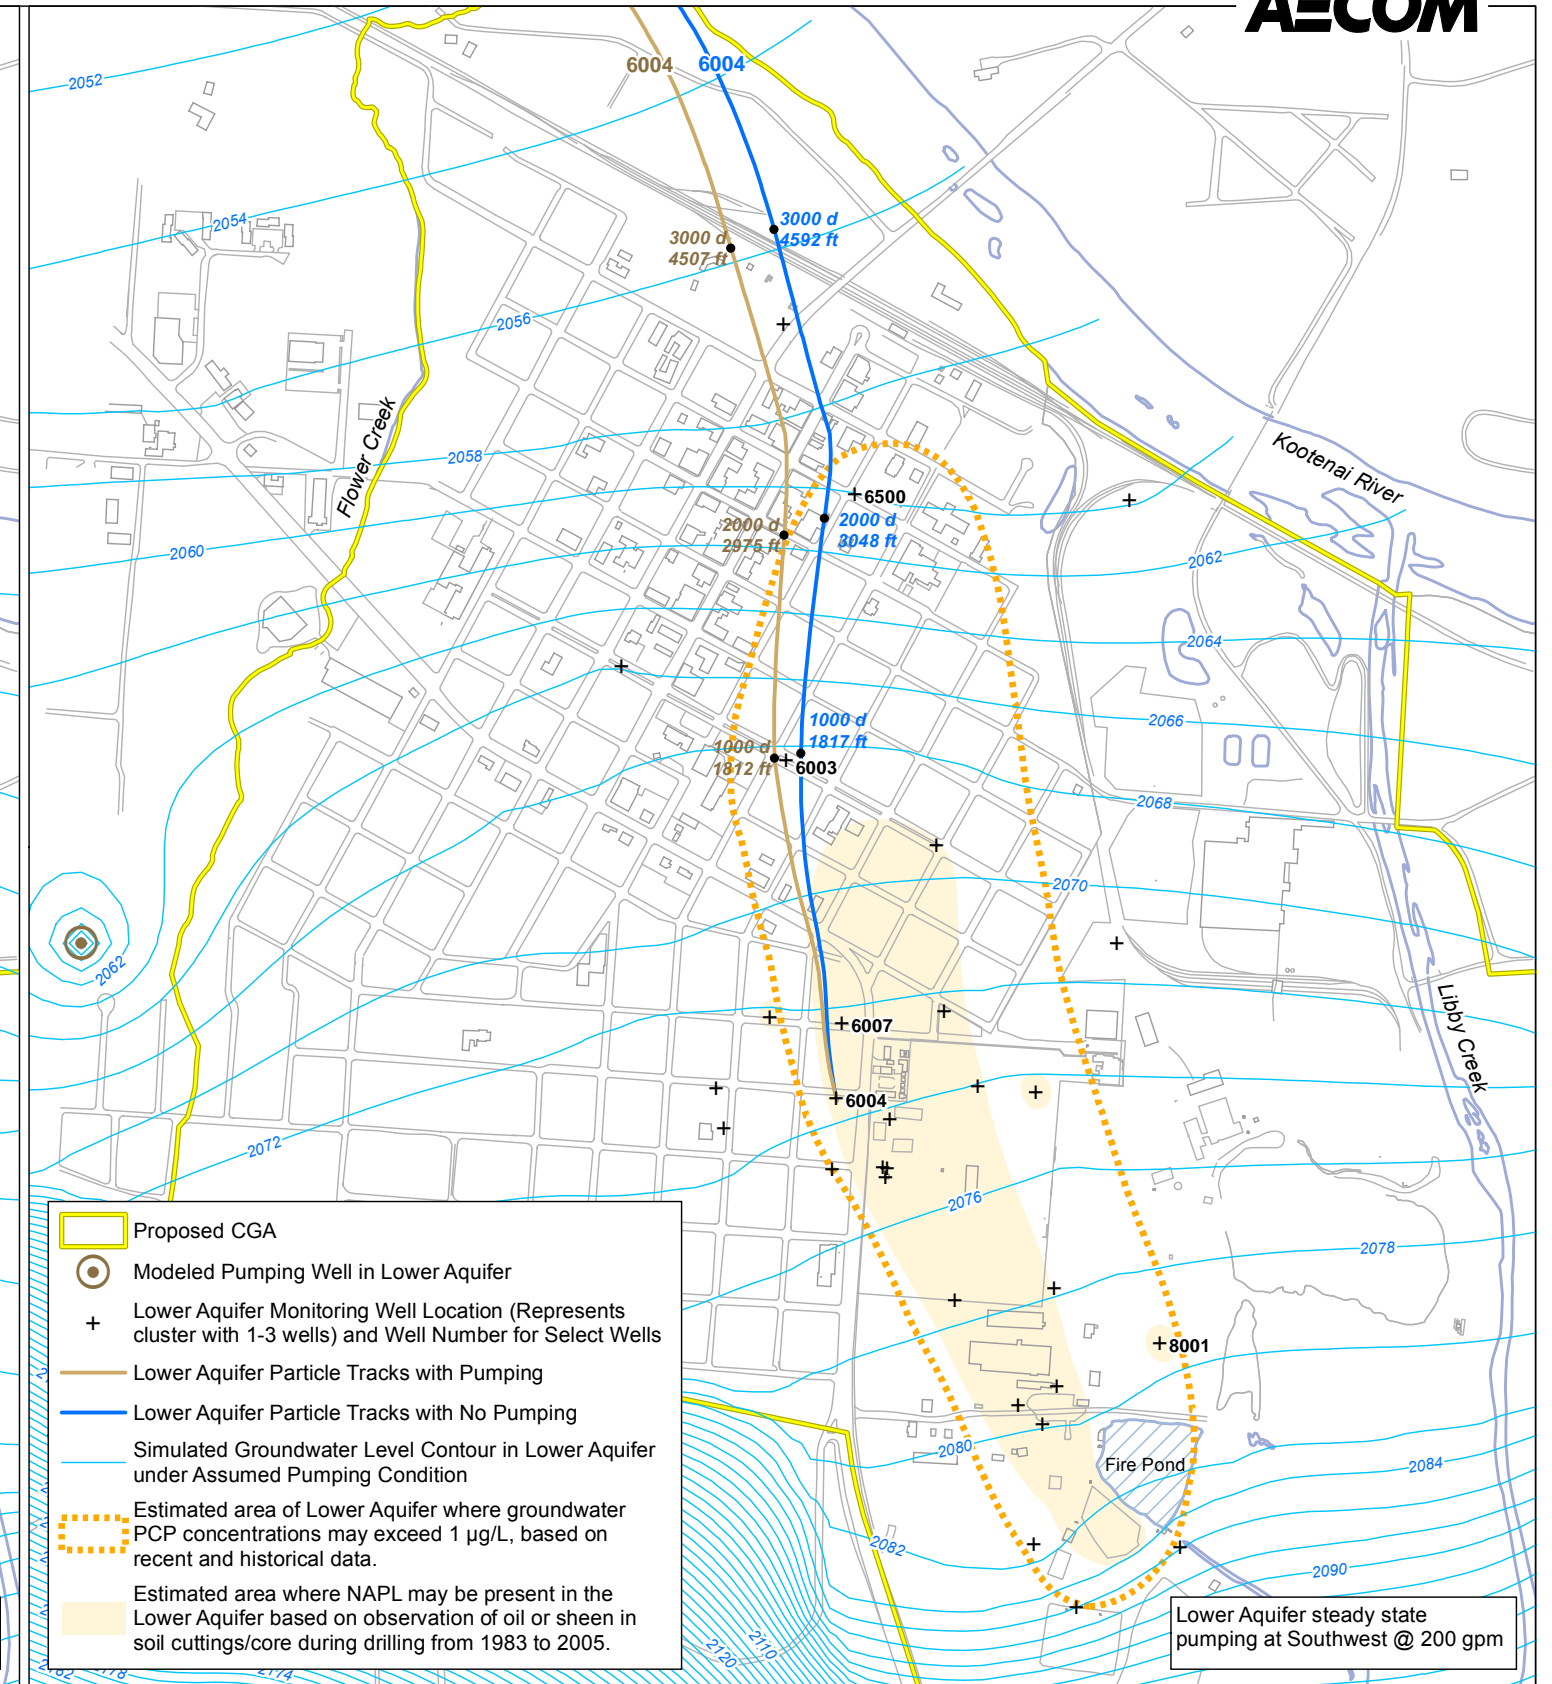 AECOM
6004
6004
2052
2054
3000 d
4592 ft
3000 d
4507 ft
2056
Flower Creek
2058
Kootenai River
6500
2000 d
2975 ft
2000 d
3048 ft
2060
2062
2064
2066
1000 d
1817 ft
1000 d
1812 ft
6003
2068
2070
2062
Libby Creek
6007
6004
2072
2076
2078
8001
2080
Fire Pond
2084
2082
2090
2120
2110
2174
Proposed CGA
Modeled Pumping Well in Lower Aquifer
Lower Aquifer Monitoring Well Location (Represents
cluster with 1-3 wells) and Well Number for Select Wells
Lower Aquifer Particle Tracks with Pumping
Lower Aquifer Particle Tracks with No Pumping
Simulated Groundwater Level Contour in Lower Aquifer
under Assumed Pumping Condition
Estimated area of Lower Aquifer where groundwater
PCP concentrations may exceed 1 µg/L, based on
recent and historical data.
Estimated area where NAPL may be present in the
Lower Aquifer based on observation of oil or sheen in
soil cuttings/core during drilling from 1983 to 2005.
Lower Aquifer steady state
pumping at Southwest @ 200 gpm